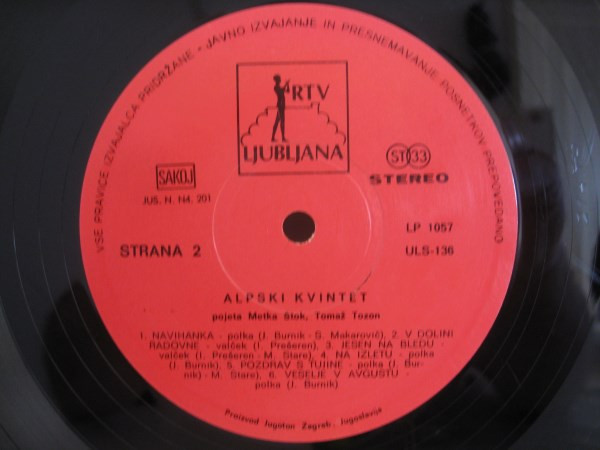 VSE PRAVICE IZVAJALCA PRIDRŽANE - JAVNO IZVAJANJE IN PRESNEMAVANJE POSNETKOV PREPOVEDANO
RTV
LJUBLJANA
SAKOJ
JUS. N. N4. 201
ST 33
STEREO
STRANA 2
LP 1057
ULS-136
ALPSKI KVINTET
pojeta Metka Štok, Tomaž Tozon
1. NAVIHANKA - polka (J. Burnik - S. Makarovič), 2. V DOLINI
RADOVNE - valček (I. Prešeren), 3. JESEN NA BLEDU -
valček (I. Prešeren - M. Stare), 4. NA IZLETU - polka
(J. Burnik), 5. POZDRAV S TUJINE - polka (J. Bur-
nik) - M. Stare), 6. VESELJE V AVGUSTU -
polka (J. Burnik)
Proizvod Jugoton Zagreb, Jugoslavija